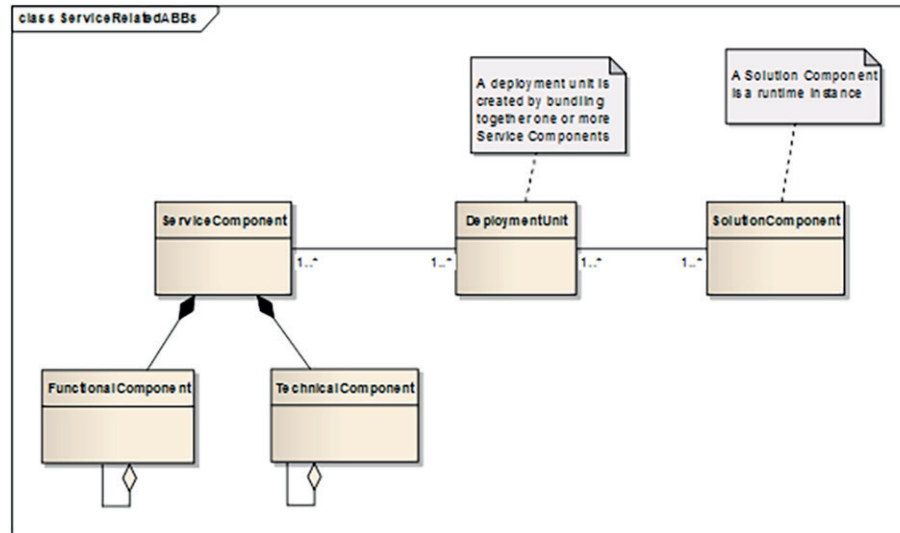 class ServiceRelatedABBs
A deployment unit is
created by bundling
together one or more
Service Components
A Solution Component
is a runtime instance
ServiceComponent
DeploymentUnit
SolutionComponent
1..*
1..*
1..*
1..*
FunctionalComponent
TechnicalComponent